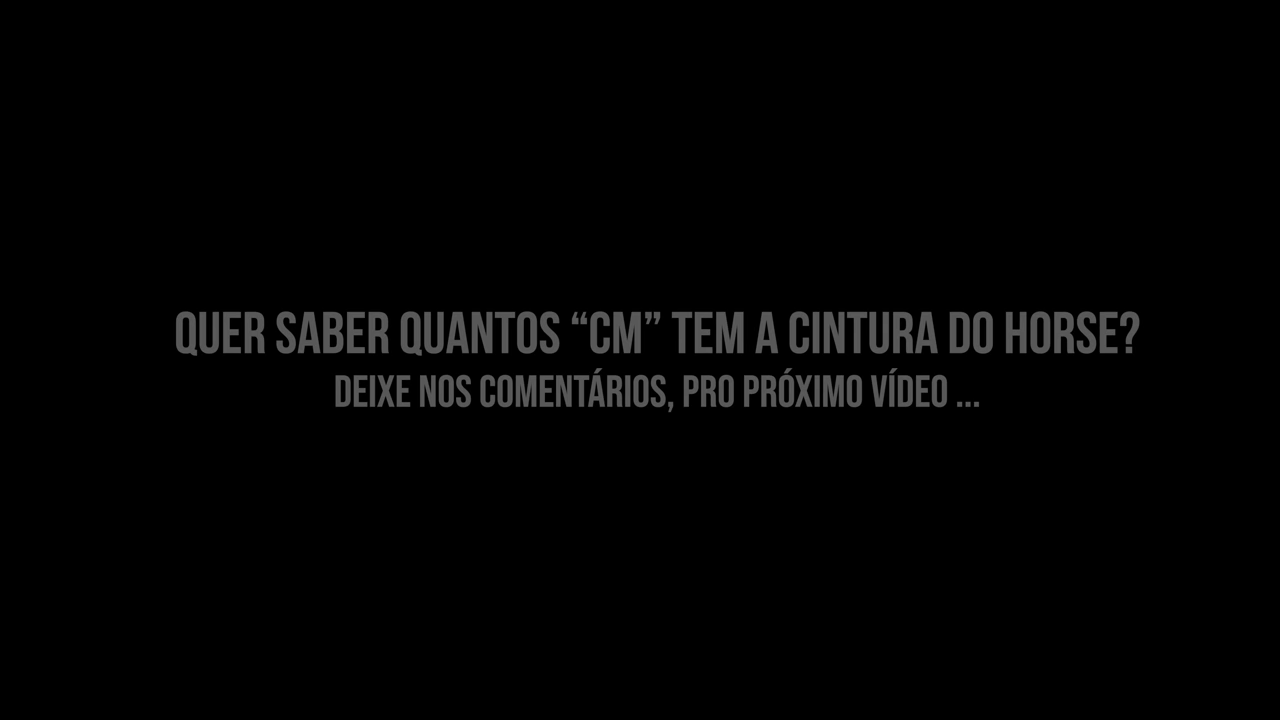 QUER SABER QUANTOS “CM” TEM A CINTURA DO HORSE?
DEIXE NOS COMENTÁRIOS, PRO PRÓXIMO VÍDEO ...